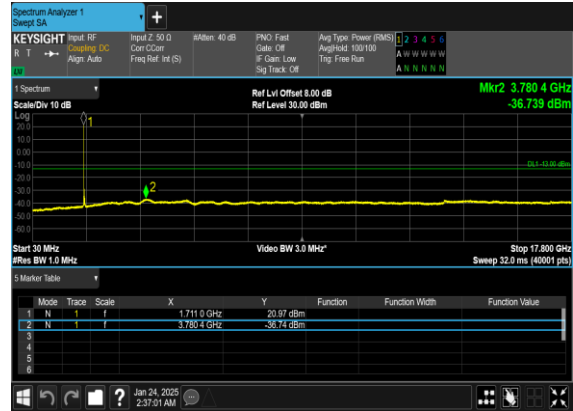 Spectrum Analyzer 1
Swept SA
+
KEYSIGHT Input: RF Input Z: 50 Ω #Atten: 40 dB PNO: Fast Avg Type: Power (RMS) 1 2 3 4 5 6
R T Coupling: DC Corr CCorr Gate: Off Avg|Hold: 100/100 A W W W W W
Align: Auto Freq Ref: Int (S) IF Gain: Low Trig: Free Run
LNI Sig Track: Off A N N N N N
1 Spectrum Ref Lvl Offset 8.00 dB Mkr2 3.780 4 GHz
Scale/Div 10 dB Ref Level 30.00 dBm -36.739 dBm
Log
1
20.0
10.0
0.00
-10.0 DL1 -13.00 dBm
-20.0
-30.0 2
-40.0
-50.0
-60.0
Start 30 MHz Video BW 3.0 MHz* Stop 17.800 GHz
#Res BW 1.0 MHz Sweep 32.0 ms (40001 pts)
5 Marker Table
Mode Trace Scale X Y Function Function Width Function Value
1 N 1 f 1.711 0 GHz 20.97 dBm
2 N 1 f 3.780 4 GHz -36.74 dBm
3
4
5
6
? Jan 24, 2025
2:37:01 AM